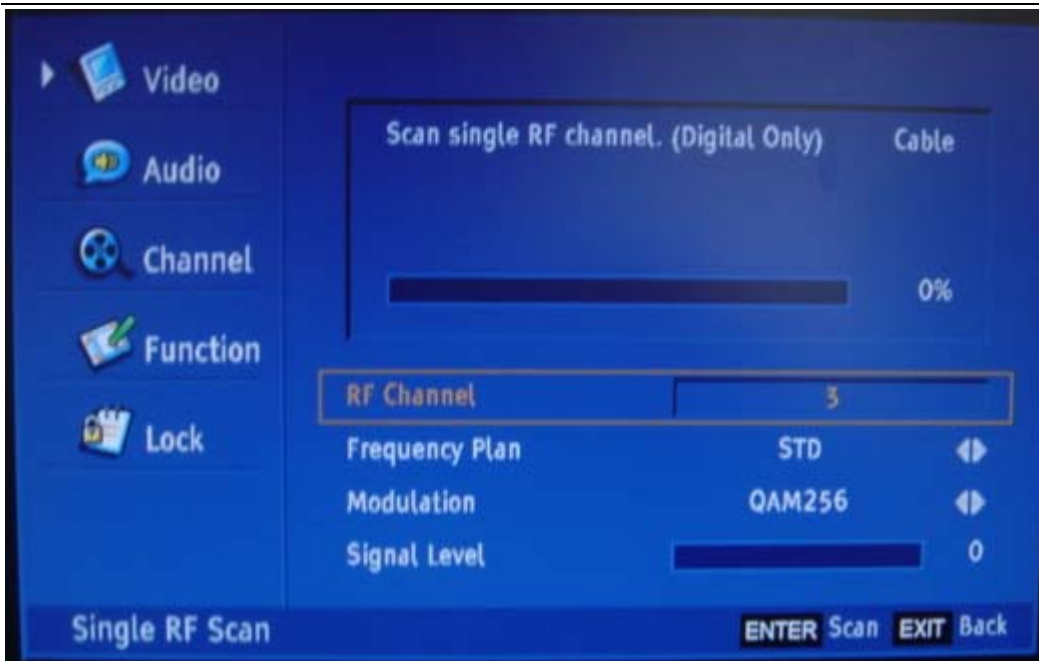 Video
Audio
Channel
Function
Lock
Scan single RF channel. (Digital Only) Cable
0%
RF Channel 3
Frequency Plan STD
Modulation QAM256
Signal Level 0
Single RF Scan ENTER Scan EXIT Back